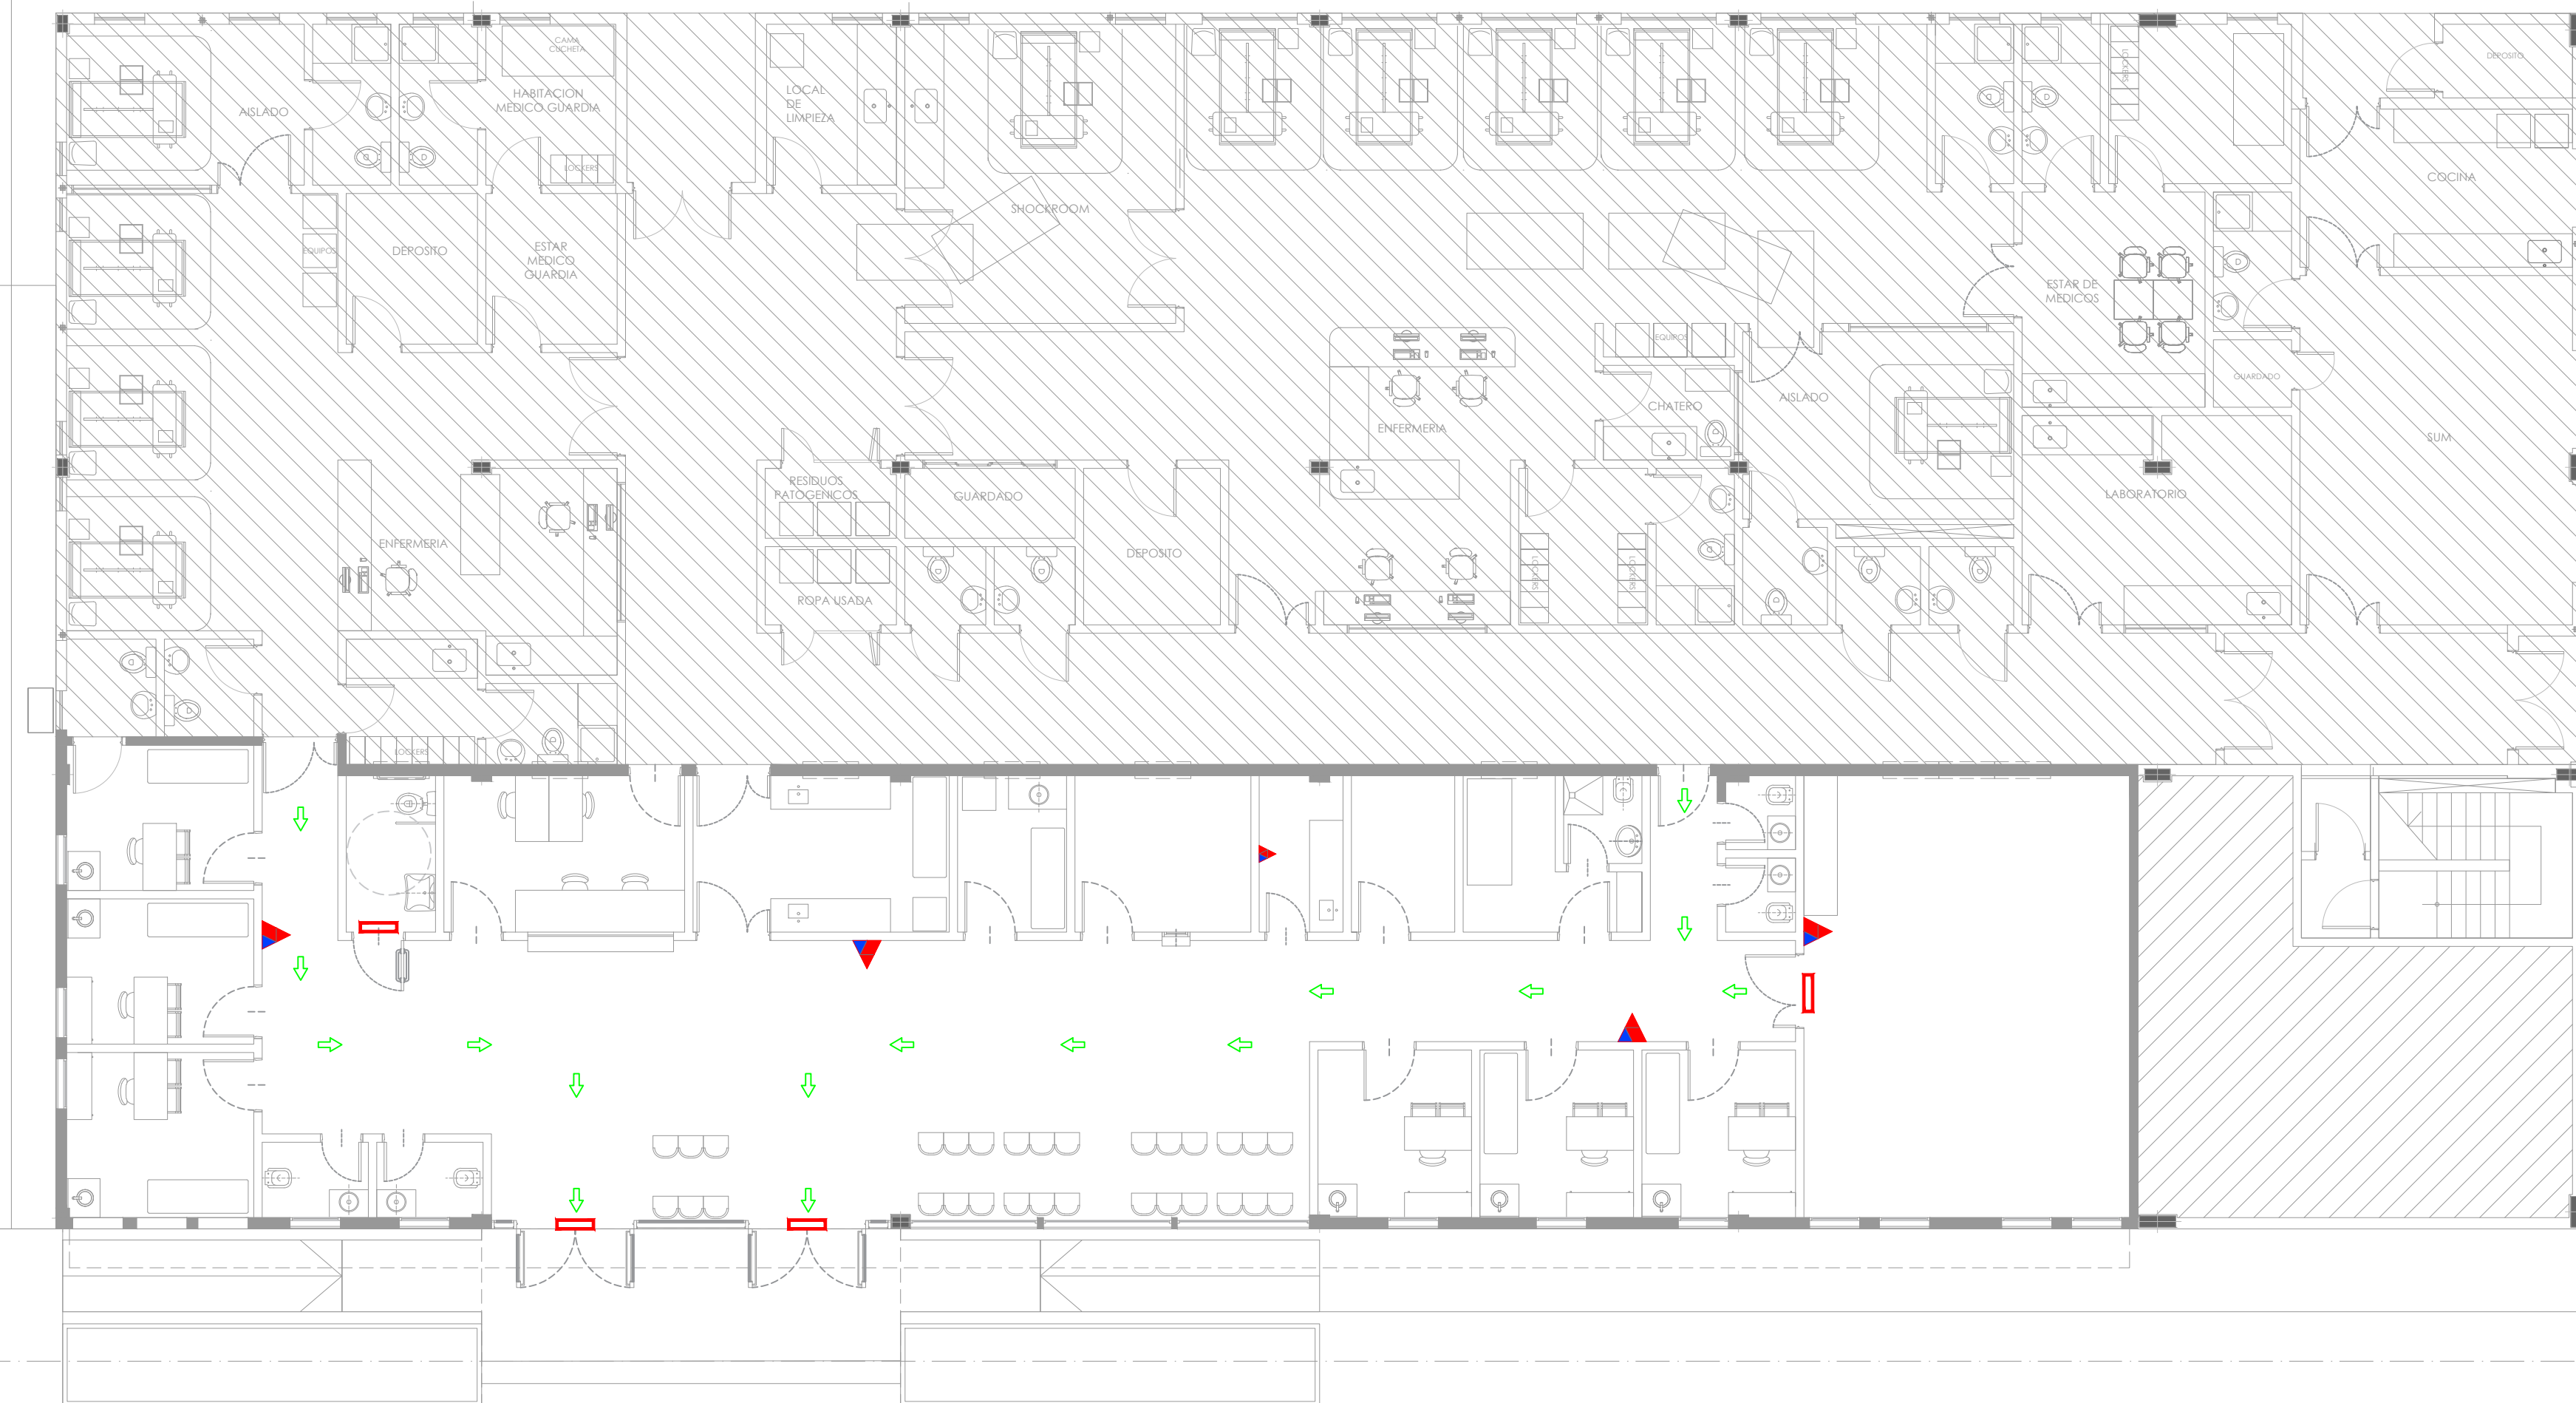 CAMA
CUCHETA
DEPOSITO
LOCKERS
LOCAL
DE
LIMPIEZA
HABITACION
MEDICO GUARDIA
AISLADO
LOCKERS
COCINA
SHOCKROOM
EQUIPOS
DEPOSITO
ESTAR
MEDICO
GUARDIA
ESTAR DE
MEDICOS
EQUIPOS
GUARDADO
AISLADO
CHATERO
ENFERMERIA
SUM
RESIDUOS
PATOGENICOS
GUARDADO
LABORATORIO
ENFERMERIA
DEPOSITO
LOCKERS
LOCKERS
ROPA USADA
LOCKERS